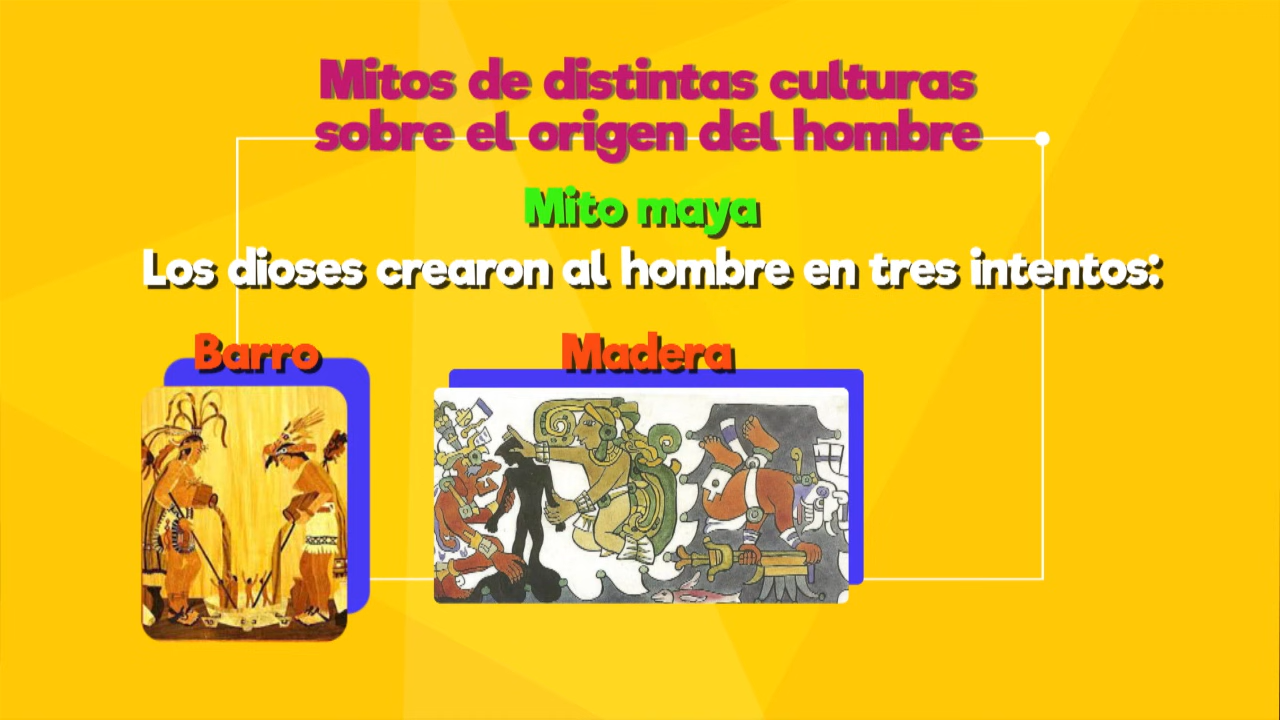 Mitos de distintas culturas
sobre el origen del hombre
Mito maya
Los dioses crearon al hombre en tres intentos:
Barro
Madera